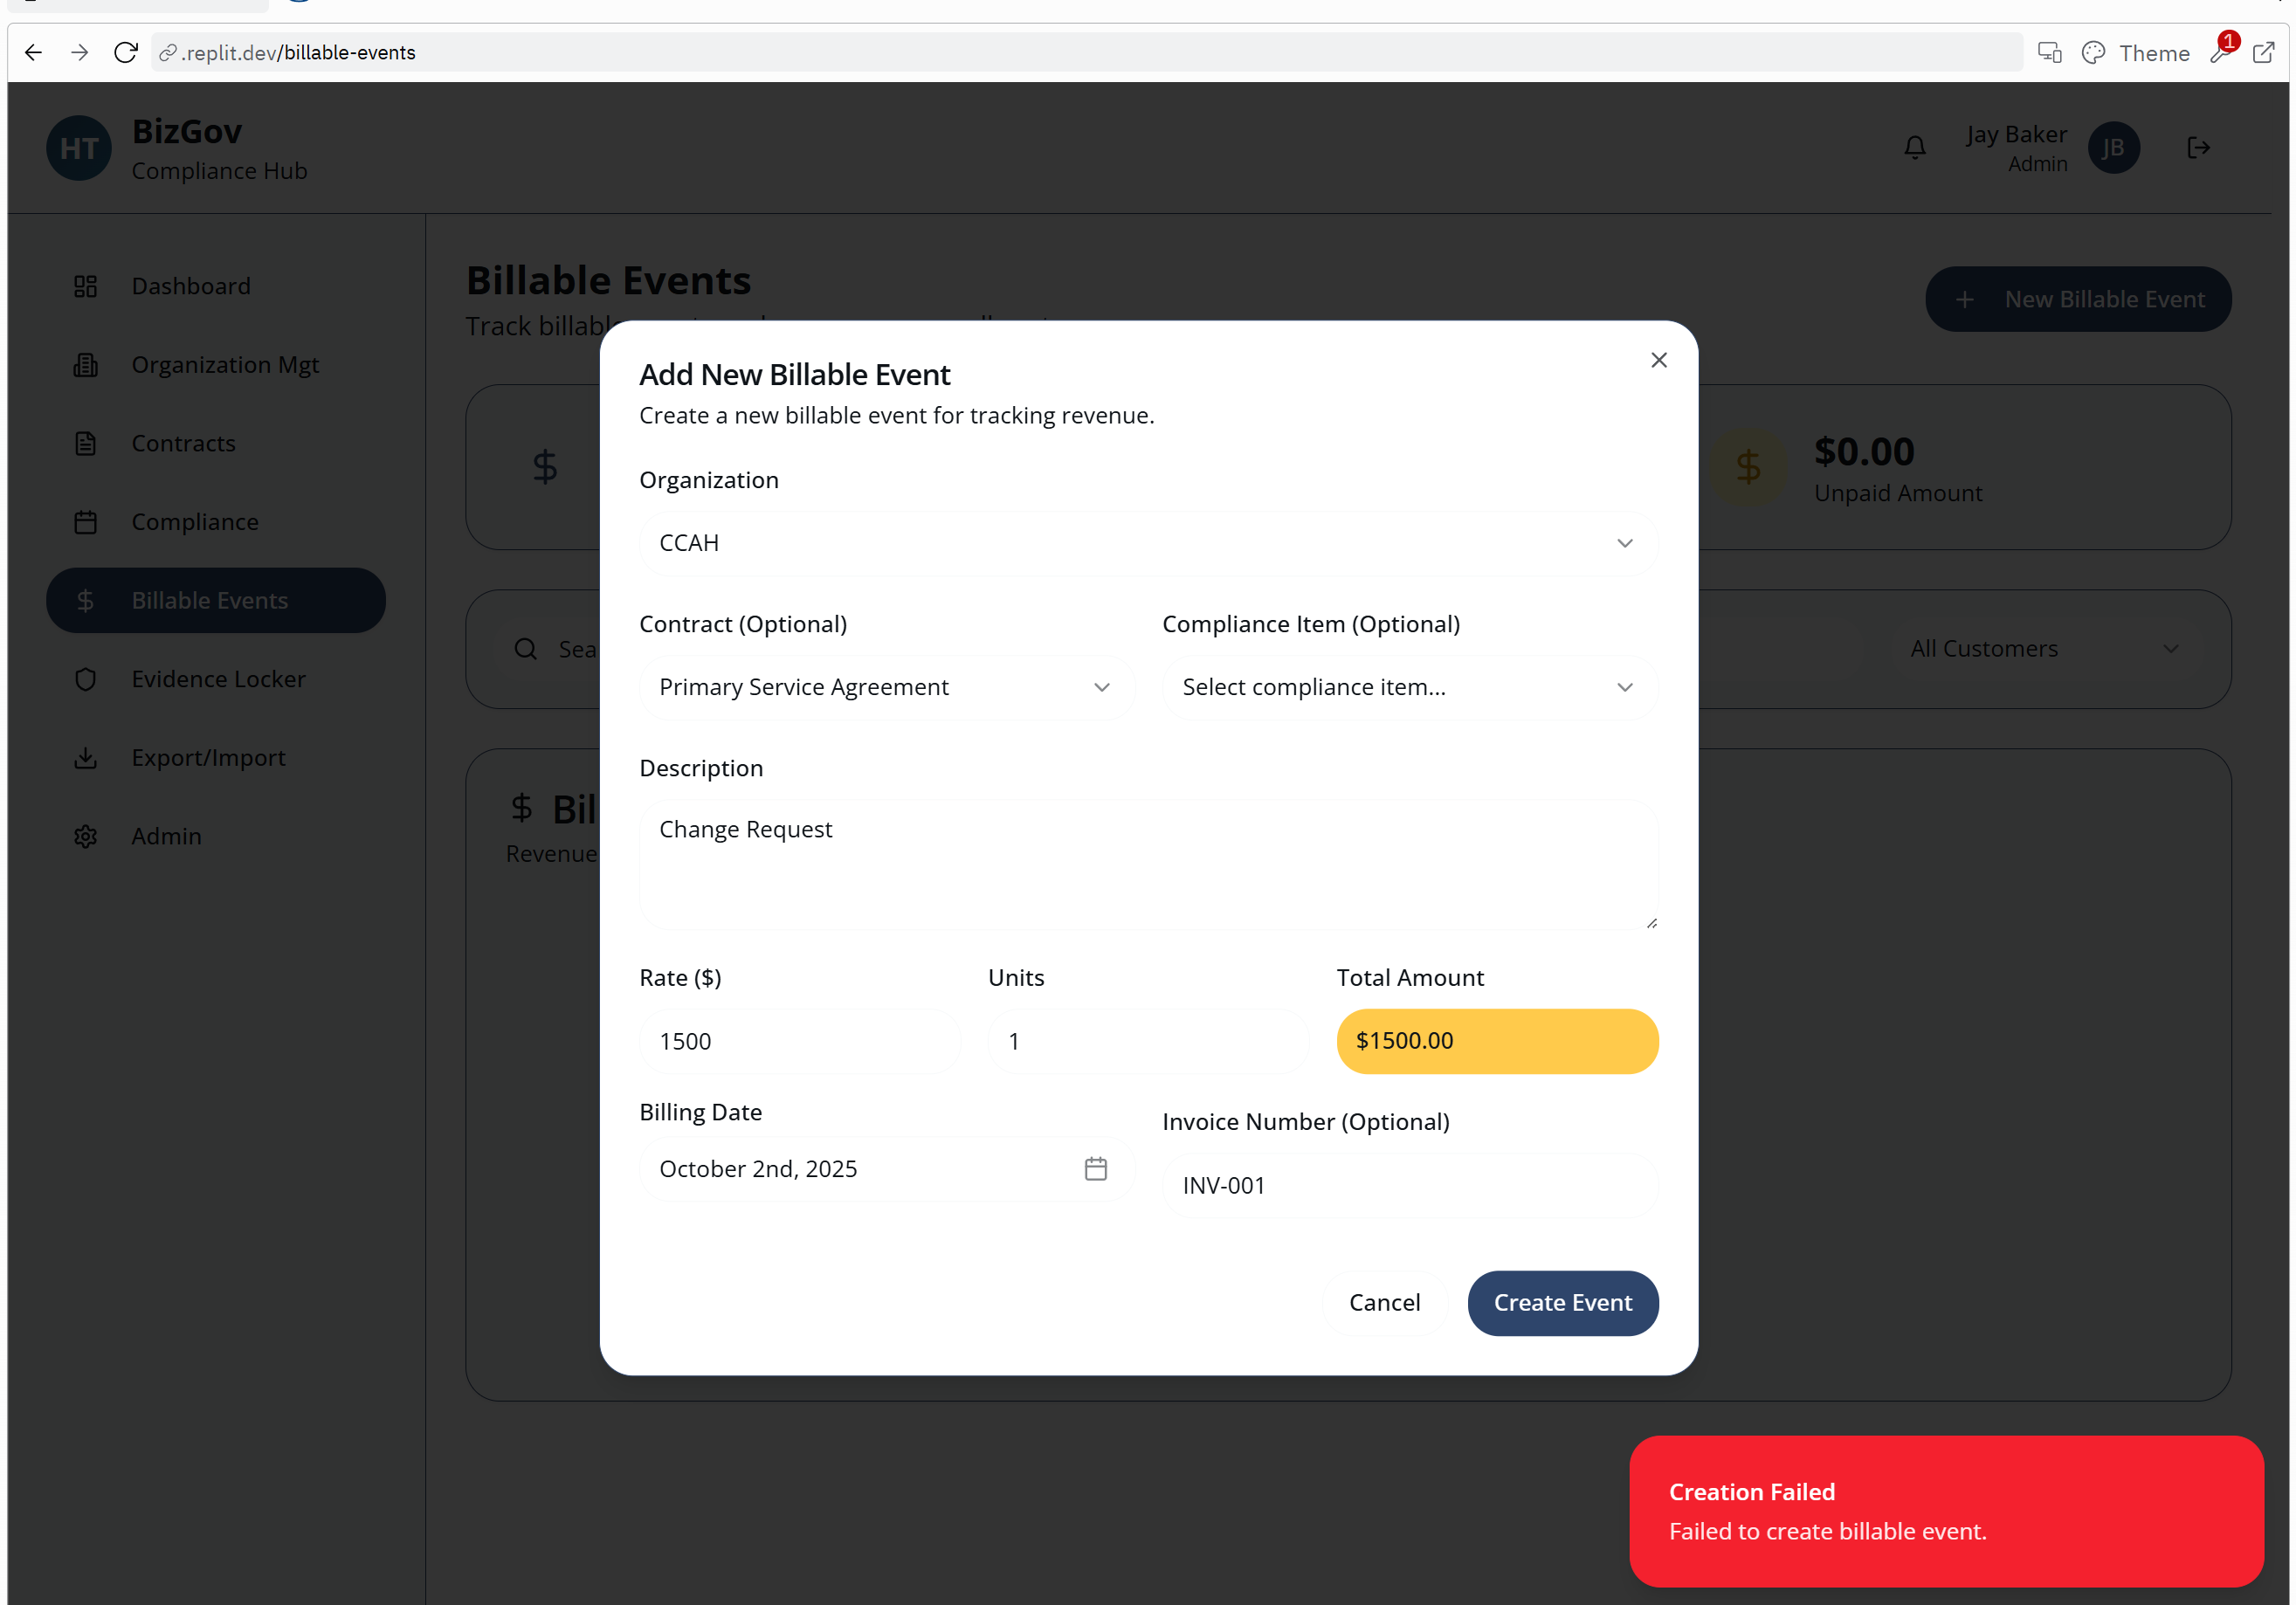 .replit.dev/billable-events
Theme
1
HT
BizGov
Compliance Hub
Jay Baker
Admin
JB
Dashboard
Organization Mgt
Contracts
Compliance
Billable Events
Evidence Locker
Export/Import
Admin
Billable Events
Track
New Billable Event
$0.00
Unpaid Amount
All Customers
Revenue
Add New Billable Event
Create a new billable event for tracking revenue.
Organization
CCAH
Contract (Optional)
Compliance Item (Optional)
Primary Service Agreement
Select compliance item...
Description
Change Request
Rate ($)
Units
Total Amount
1500
1
$1500.00
Billing Date
Invoice Number (Optional)
October 2nd, 2025
INV-001
Cancel
Create Event
Creation Failed
Failed to create billable event.